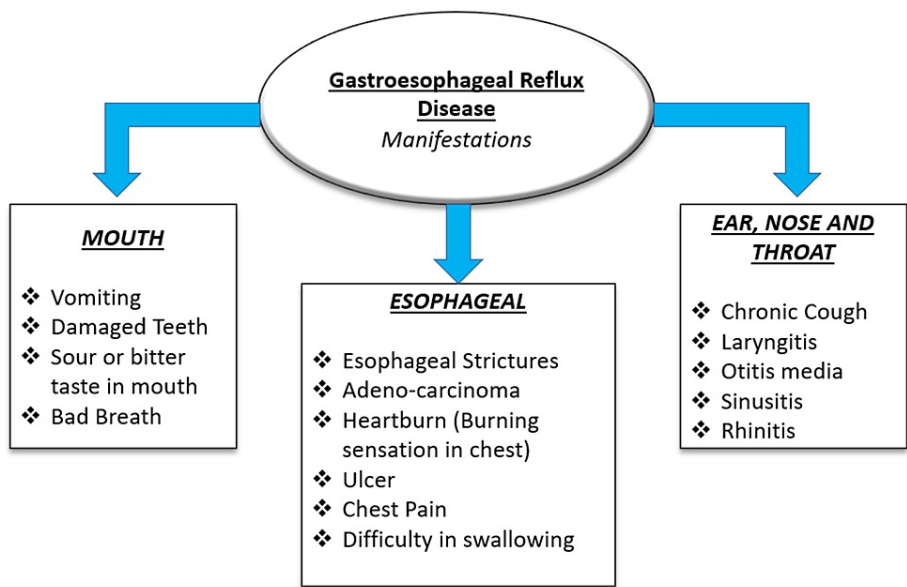 Gastroesophageal Reflux
Disease
Manifestations
MOUTH
❖ Vomiting
❖ Damaged Teeth
❖ Sour or bitter
taste in mouth
❖ Bad Breath
ESOPHAGEAL
❖ Esophageal Strictures
❖ Adeno-carcinoma
❖ Heartburn (Burning
sensation in chest)
❖ Ulcer
❖ Chest Pain
❖ Difficulty in swallowing
EAR, NOSE AND
THROAT
❖ Chronic Cough
❖ Laryngitis
❖ Otitis media
❖ Sinusitis
❖ Rhinitis